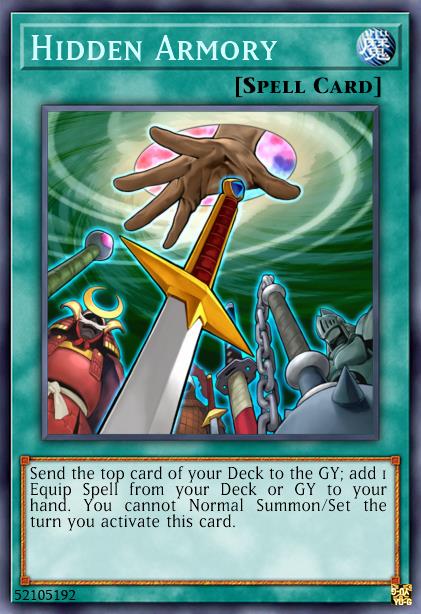 HIDDEN ARMORY
魔
[SPELL CARD]
Send the top card of your Deck to the GY; add 1
Equip Spell from your Deck or GY to your
hand. You cannot Normal Summon/Set the
turn you activate this card.
52105192